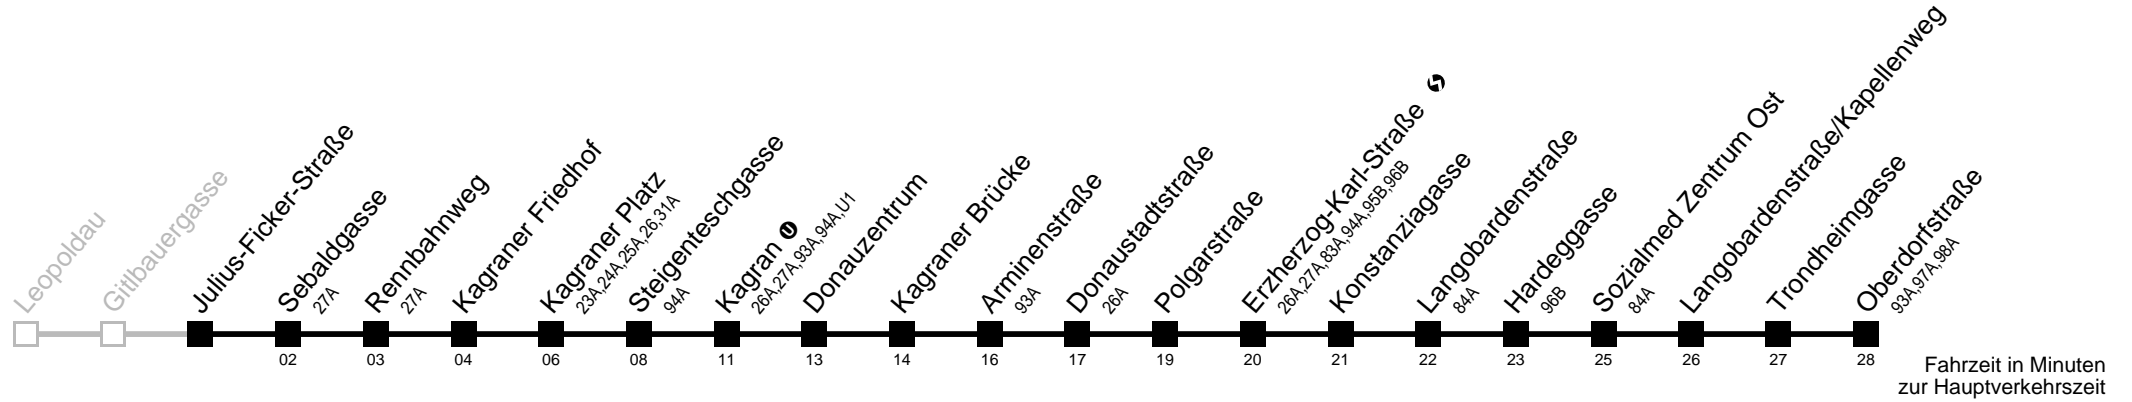 Leopoldau
Gitlbauergasse
Julius-Ficker-Straße
Sebaldgasse
27A
Rennbahnweg
27A
Kagraner Friedhof
Kagraner Platz
23A,24A,25A,26,31A
Steigenteschgasse
94A
Kagran U
26A,27A,93A,94A,U1
Donauzentrum
Kagraner Brücke
Arminenstraße
93A
Donaustadtstraße
26A
Polgarstraße
Erzherzog-Karl-Straße
26A,27A,83A,94A,95B,96B
Konstanziagasse
Langobardenstraße
84A
Hardeggasse
96B
Sozialmed Zentrum Ost
84A
Langobardenstraße/Kapellenweg
Trondheimgasse
Oberdorfstraße
93A,97A,98A
02 03 04 06 08 11 13 14 16 17 19 20 21 22 23 25 26 27 28
Fahrzeit in Minuten
zur Hauptverkehrszeit